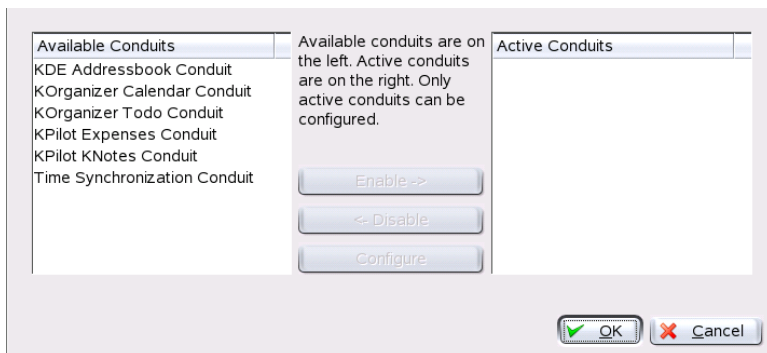 Available Conduits
KDE Addressbook Conduit
KOrganizer Calendar Conduit
KOrganizer Todo Conduit
KPilot Expenses Conduit
KPilot KNotes Conduit
Time Synchronization Conduit
Available conduits are on
the left. Active conduits
are on the right. Only
active conduits can be
configured.
Enable ->
<- Disable
Configure
Active Conduits
OK
Cancel